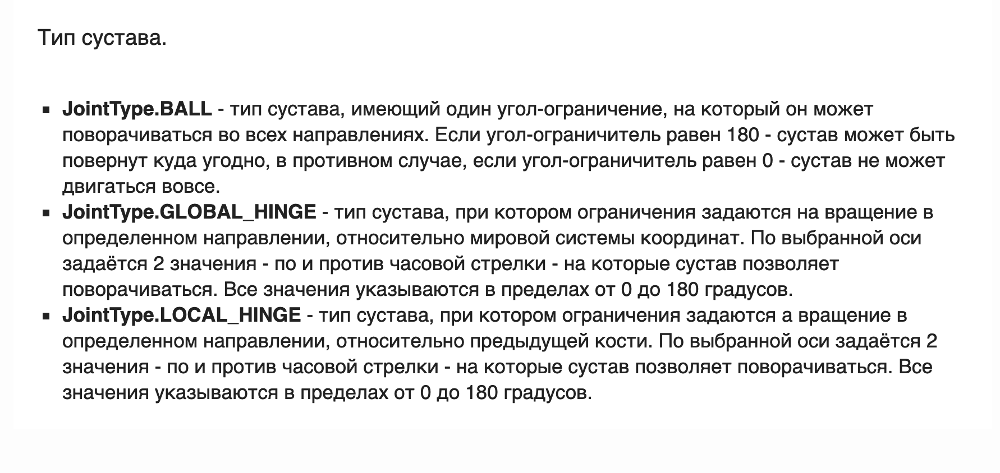 Тип сустава.
▪ JointType.BALL - тип сустава, имеющий один угол-ограничение, на который он может
поворачиваться во всех направлениях. Если угол-ограничитель равен 180 - сустав может быть
повернут куда угодно, в противном случае, если угол-ограничитель равен 0 - сустав не может
двигаться вовсе.
▪ JointType.GLOBAL_HINGE - тип сустава, при котором ограничения задаются на вращение в
определенном направлении, относительно мировой системы координат. По выбранной оси
задаётся 2 значения - по и против часовой стрелки - на которые сустав позволяет
поворачиваться. Все значения указываются в пределах от 0 до 180 градусов.
▪ JointType.LOCAL_HINGE - тип сустава, при котором ограничения задаются а вращение в
определенном направлении, относительно предыдущей кости. По выбранной оси задаётся 2
значения - по и против часовой стрелки - на которые сустав позволяет поворачиваться. Все
значения указываются в пределах от 0 до 180 градусов.